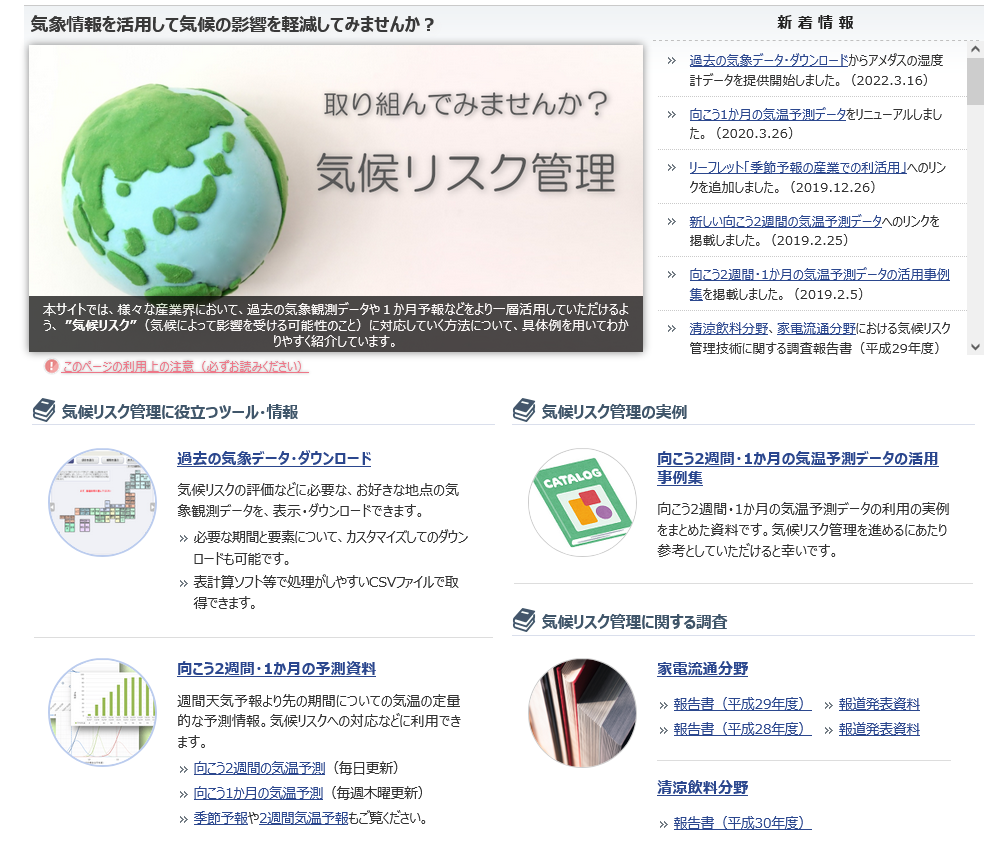 気象情報を活用して気候の影響を軽減してみませんか？
取り組んでみませんか？
気候リスク管理
本サイトでは、様々な産業界において、過去の気象観測データや１か月予報などをより一層活用していただけるよ
う、 ”気候リスク” （気候によって影響を受ける可能性のこと）に対応していく方法について、具体例を用いてわか
りやすく紹介しています。
このページの利用上の注意（必ずお読みください）
新着情報
» 過去の気象データ・ダウンロードからアメダスの湿度
計データを提供開始しました。（2022.3.16）
» 向こう1か月の気温予測データをリニューアルしまし
た。（2020.3.26）
» リーフレット「季節予報の産業での利活用」へのリン
クを追加しました。（2019.12.26）
» 新しい向こう2週間の気温予測データへのリンクを
掲載しました。（2019.2.25）
» 向こう2週間・1か月の気温予測データの活用事例
集を掲載しました。（2019.2.5）
» 清涼飲料分野、家電流通分野における気候リスク
管理技術に関する調査報告書（平成29年度）
気候リスク管理に役立つツール・情報
過去の気象データ・ダウンロード
気候リスクの評価などに必要な、お好きな地点の気
象観測データを、表示・ダウンロードできます。
» 必要な期間と要素について、カスタマイズしてのダウン
ロードも可能です。
» 表計算ソフト等で処理がしやすいCSVファイルで取
得できます。
向こう2週間・1か月の予測資料
週間天気予報より先の期間についての気温の定量
的な予測情報。気候リスクへの対応などに利用でき
ます。
» 向こう2週間の気温予測（毎日更新）
» 向こう1か月の気温予測（毎週木曜更新）
» 季節予報や2週間気温予報もご覧ください。
気候リスク管理の実例
CATALOG
向こう2週間・1か月の気温予測データの活用
事例集
向こう2週間・1か月の気温予測データの利用の実例
をまとめた資料です。気候リスク管理を進めるにあたり
参考としていただけると幸いです。
気候リスク管理に関する調査
家電流通分野
» 報告書（平成29年度） » 報道発表資料
» 報告書（平成28年度） » 報道発表資料
清涼飲料分野
» 報告書（平成30年度）